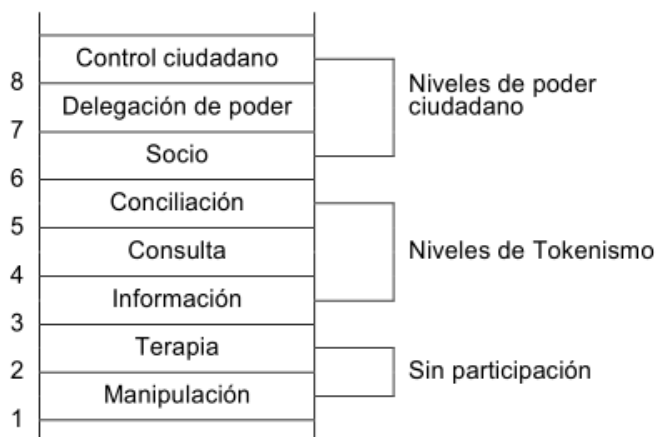 Control ciudadano
8
Niveles de poder
ciudadano
Delegación de poder
7
Socio
6
Conciliación
5
Consulta
Niveles de Tokenismo
4
Información
3
Terapia
2
Sin participación
Manipulación
1